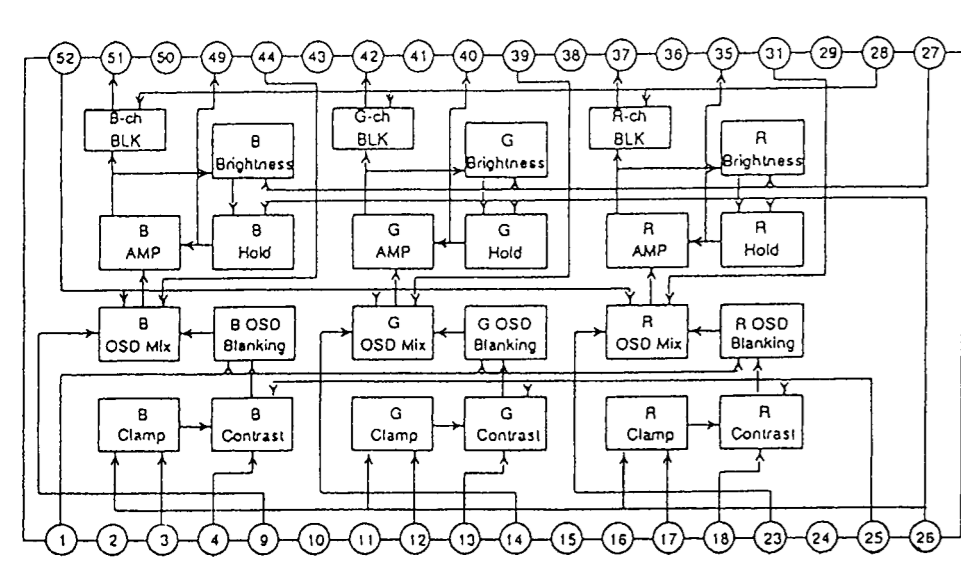 52 51 50 49 44 43 42 41 40 39 38 37 36 35 31 29 28 27
B-ch
BLK
G-ch
BLK
R-ch
BLK
B
Brightness
G
Brightness
R
Brightness
B
AMP
B
Hold
G
AMP
G
Hold
R
AMP
R
Hold
B
OSD Mix
B OSD
Blanking
G
OSD Mix
G OSD
Blanking
R
OSD Mix
R OSD
Blanking
B
Clamp
B
Contrast
G
Clamp
G
Contrast
R
Clamp
R
Contrast
1 2 3 4 9 10 11 12 13 14 15 16 17 18 23 24 25 26